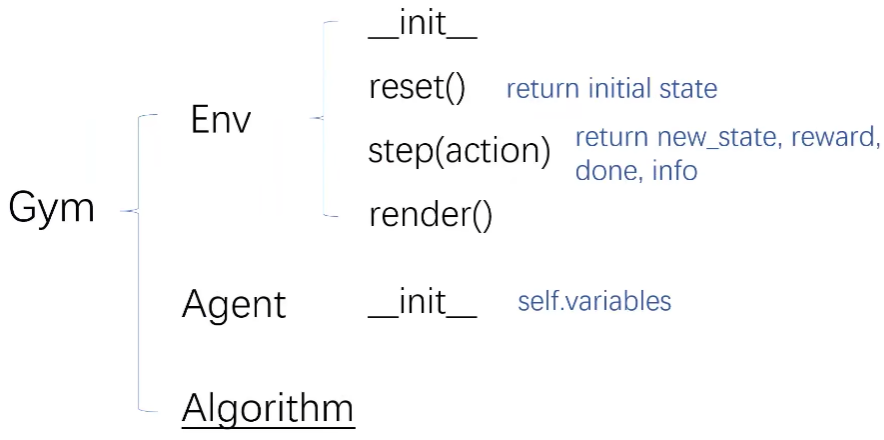 Gym
Env
__init__
reset() return initial state
step(action) return new_state, reward,
done, info
render()
Agent __init__ self.variables
Algorithm